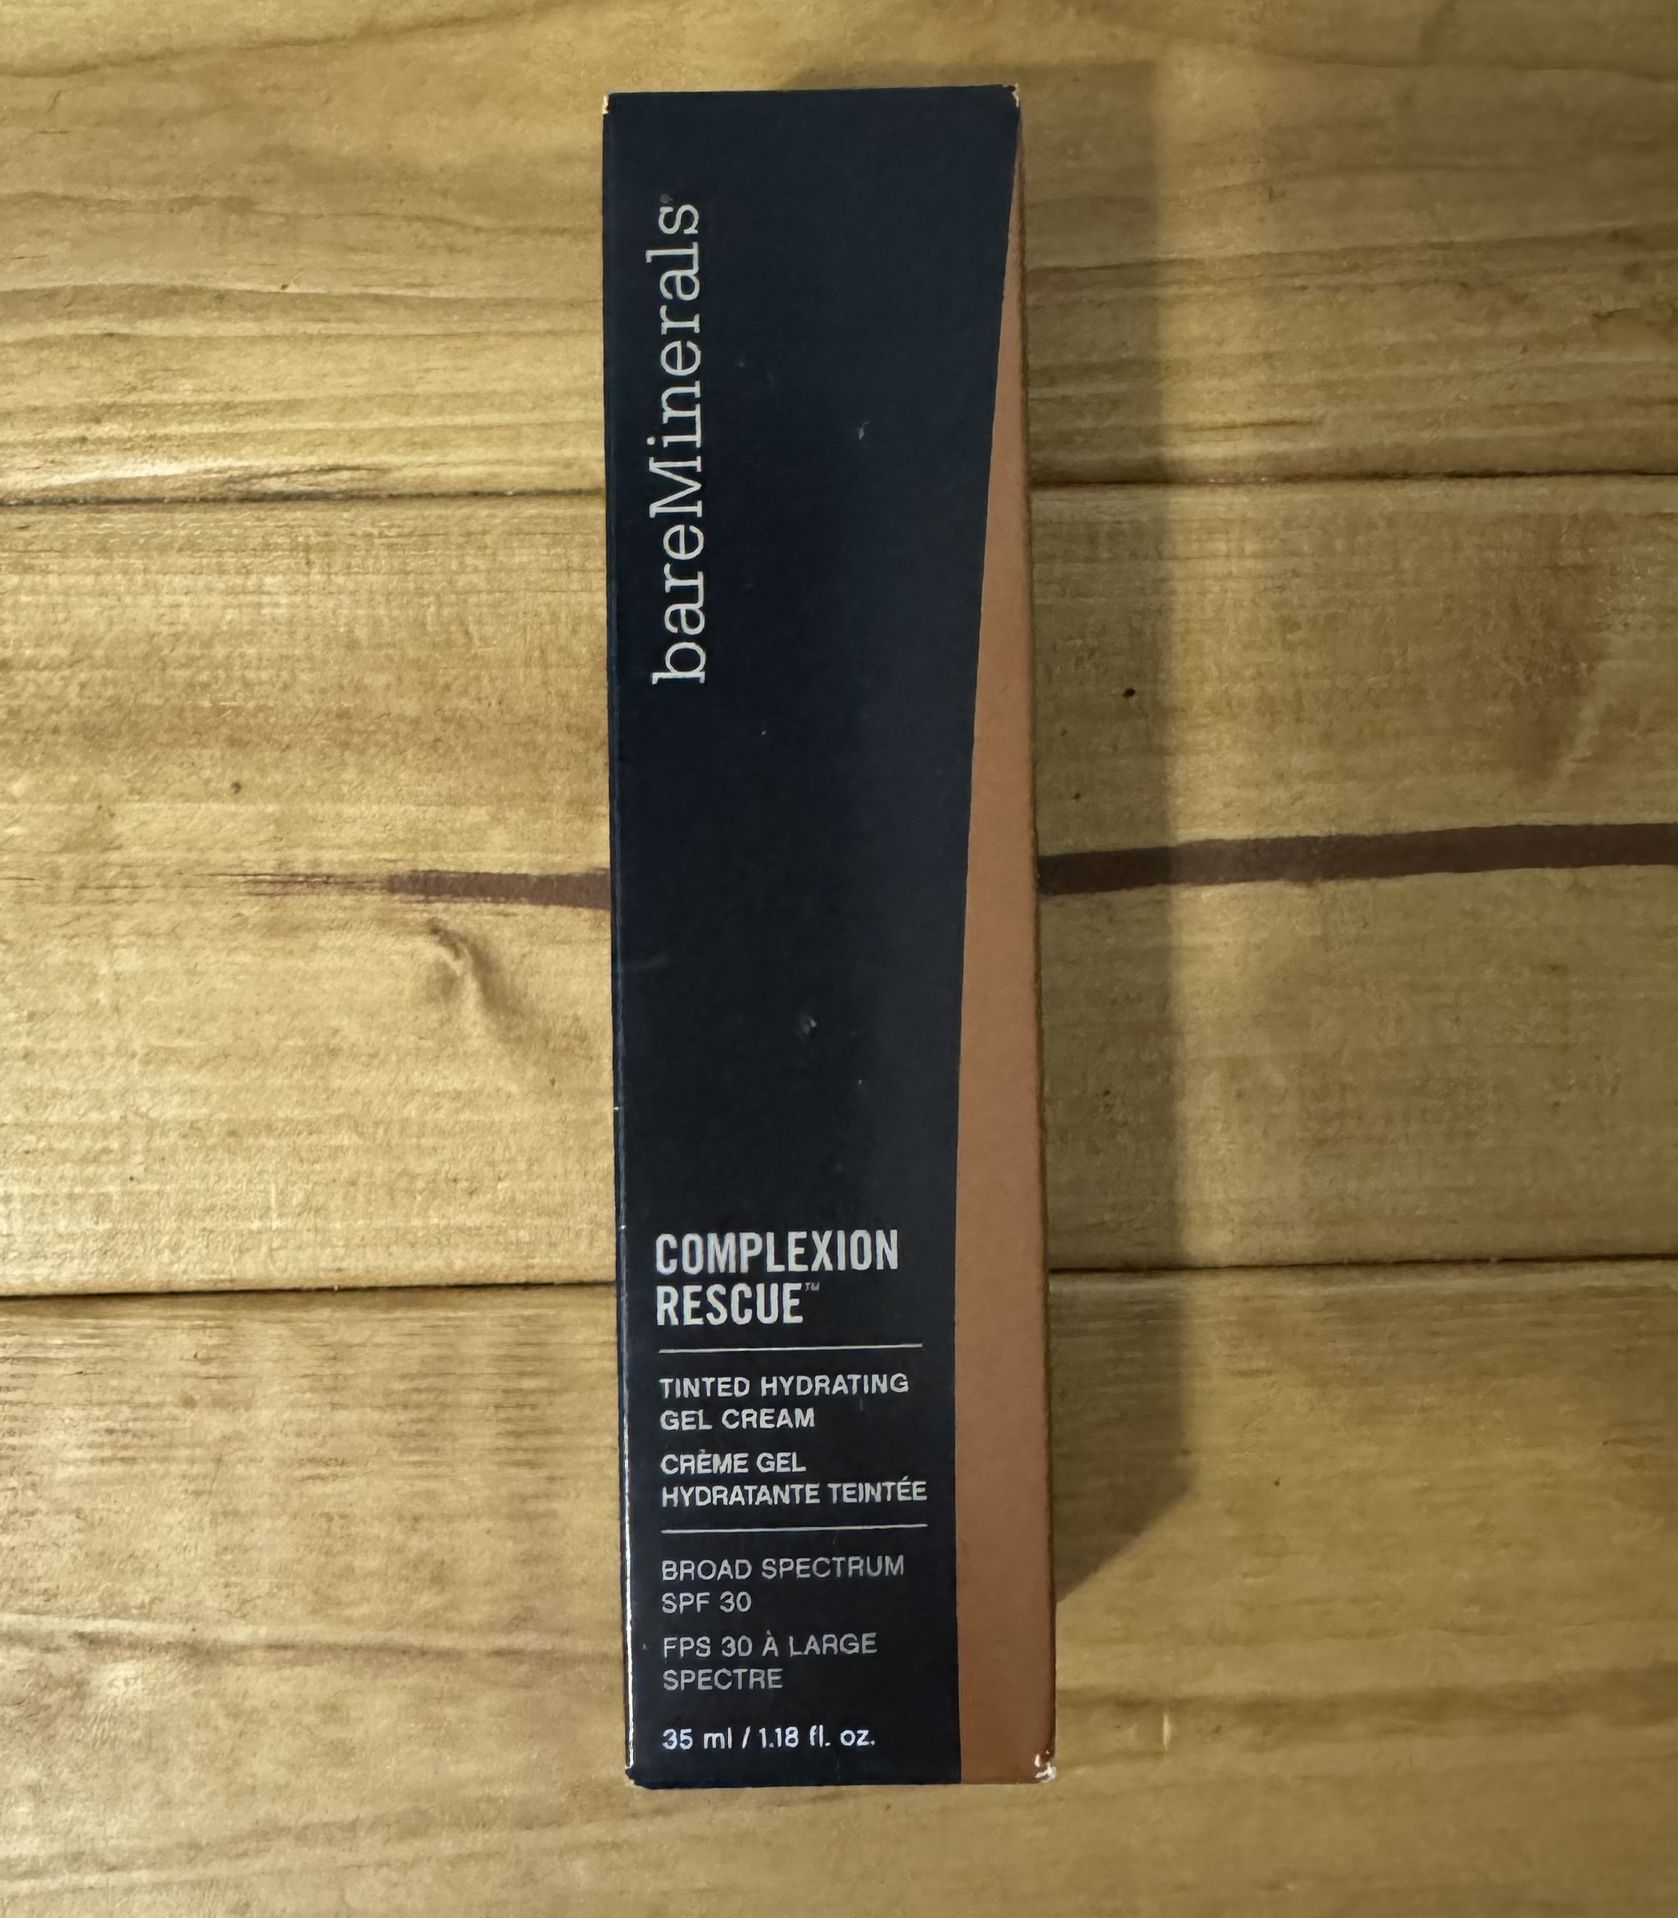 bareMinerals
COMPLEXION
RESCUE™
TINTED HYDRATING
GEL CREAM
CRÈME GEL
HYDRATANTE TEINTÉE
BROAD SPECTRUM
SPF 30
FPS 30 À LARGE
SPECTRE
35 ml / 1.18 fl. oz.